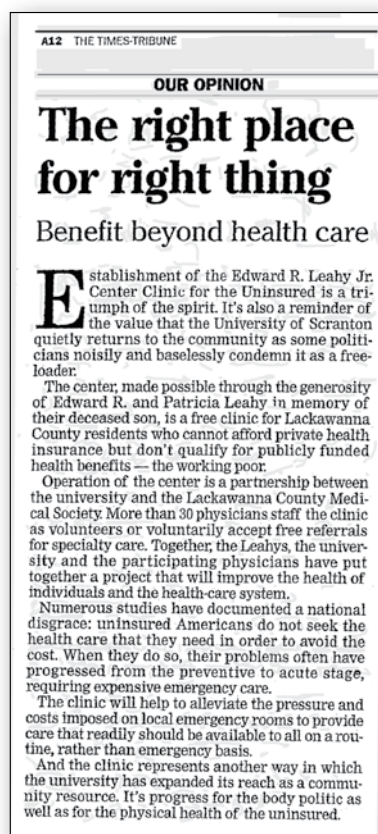 A12 THE TIMES-TRIBUNE
OUR OPINION
The right place
for right thing
Benefit beyond health care
Establishment of the Edward R. Leahy Jr.
Center Clinic for the Uninsured is a tri-
umph of the spirit. It's also a reminder of
the value that the University of Scranton
quietly returns to the community as some politi-
cians noisily and baselessly condemn it as a free-
loader.
The center, made possible through the generosity
of Edward R. and Patricia Leahy in memory of
their deceased son, is a free clinic for Lackawanna
County residents who cannot afford private health
insurance but don't qualify for publicly funded
health benefits — the working poor.
Operation of the center is a partnership between
the university and the Lackawanna County Medi-
cal Society. More than 30 physicians staff the clinic
as volunteers or voluntarily accept free referrals
for specialty care. Together, the Leahys, the univer-
sity and the participating physicians have put
together a project that will improve the health of
individuals and the health-care system.
Numerous studies have documented a national
disgrace: uninsured Americans do not seek the
health care that they need in order to avoid the
cost. When they do so, their problems often have
progressed from the preventive to acute stage,
requiring expensive emergency care.
The clinic will help to alleviate the pressure and
costs imposed on local emergency rooms to provide
care that readily should be available to all on a rou-
tine, rather than emergency basis.
And the clinic represents another way in which
the university has expanded its reach as a commu-
nity resource. It's progress for the body politic as
well as for the physical health of the uninsured.